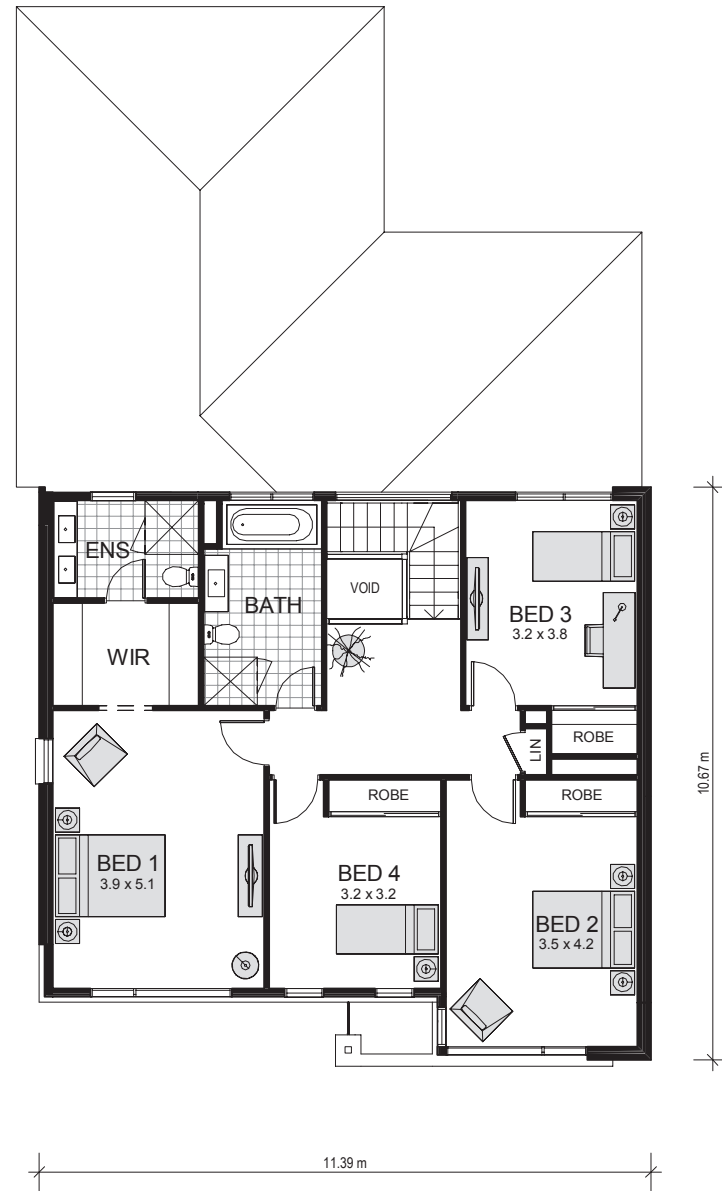 ENS
BATH
VOID
WIR
BED 3
3.2 x 3.8
LIN
ROBE
ROBE
ROBE
BED 1
3.9 x 5.1
BED 4
3.2 x 3.2
BED 2
3.5 x 4.2
10.67 m
11.39 m